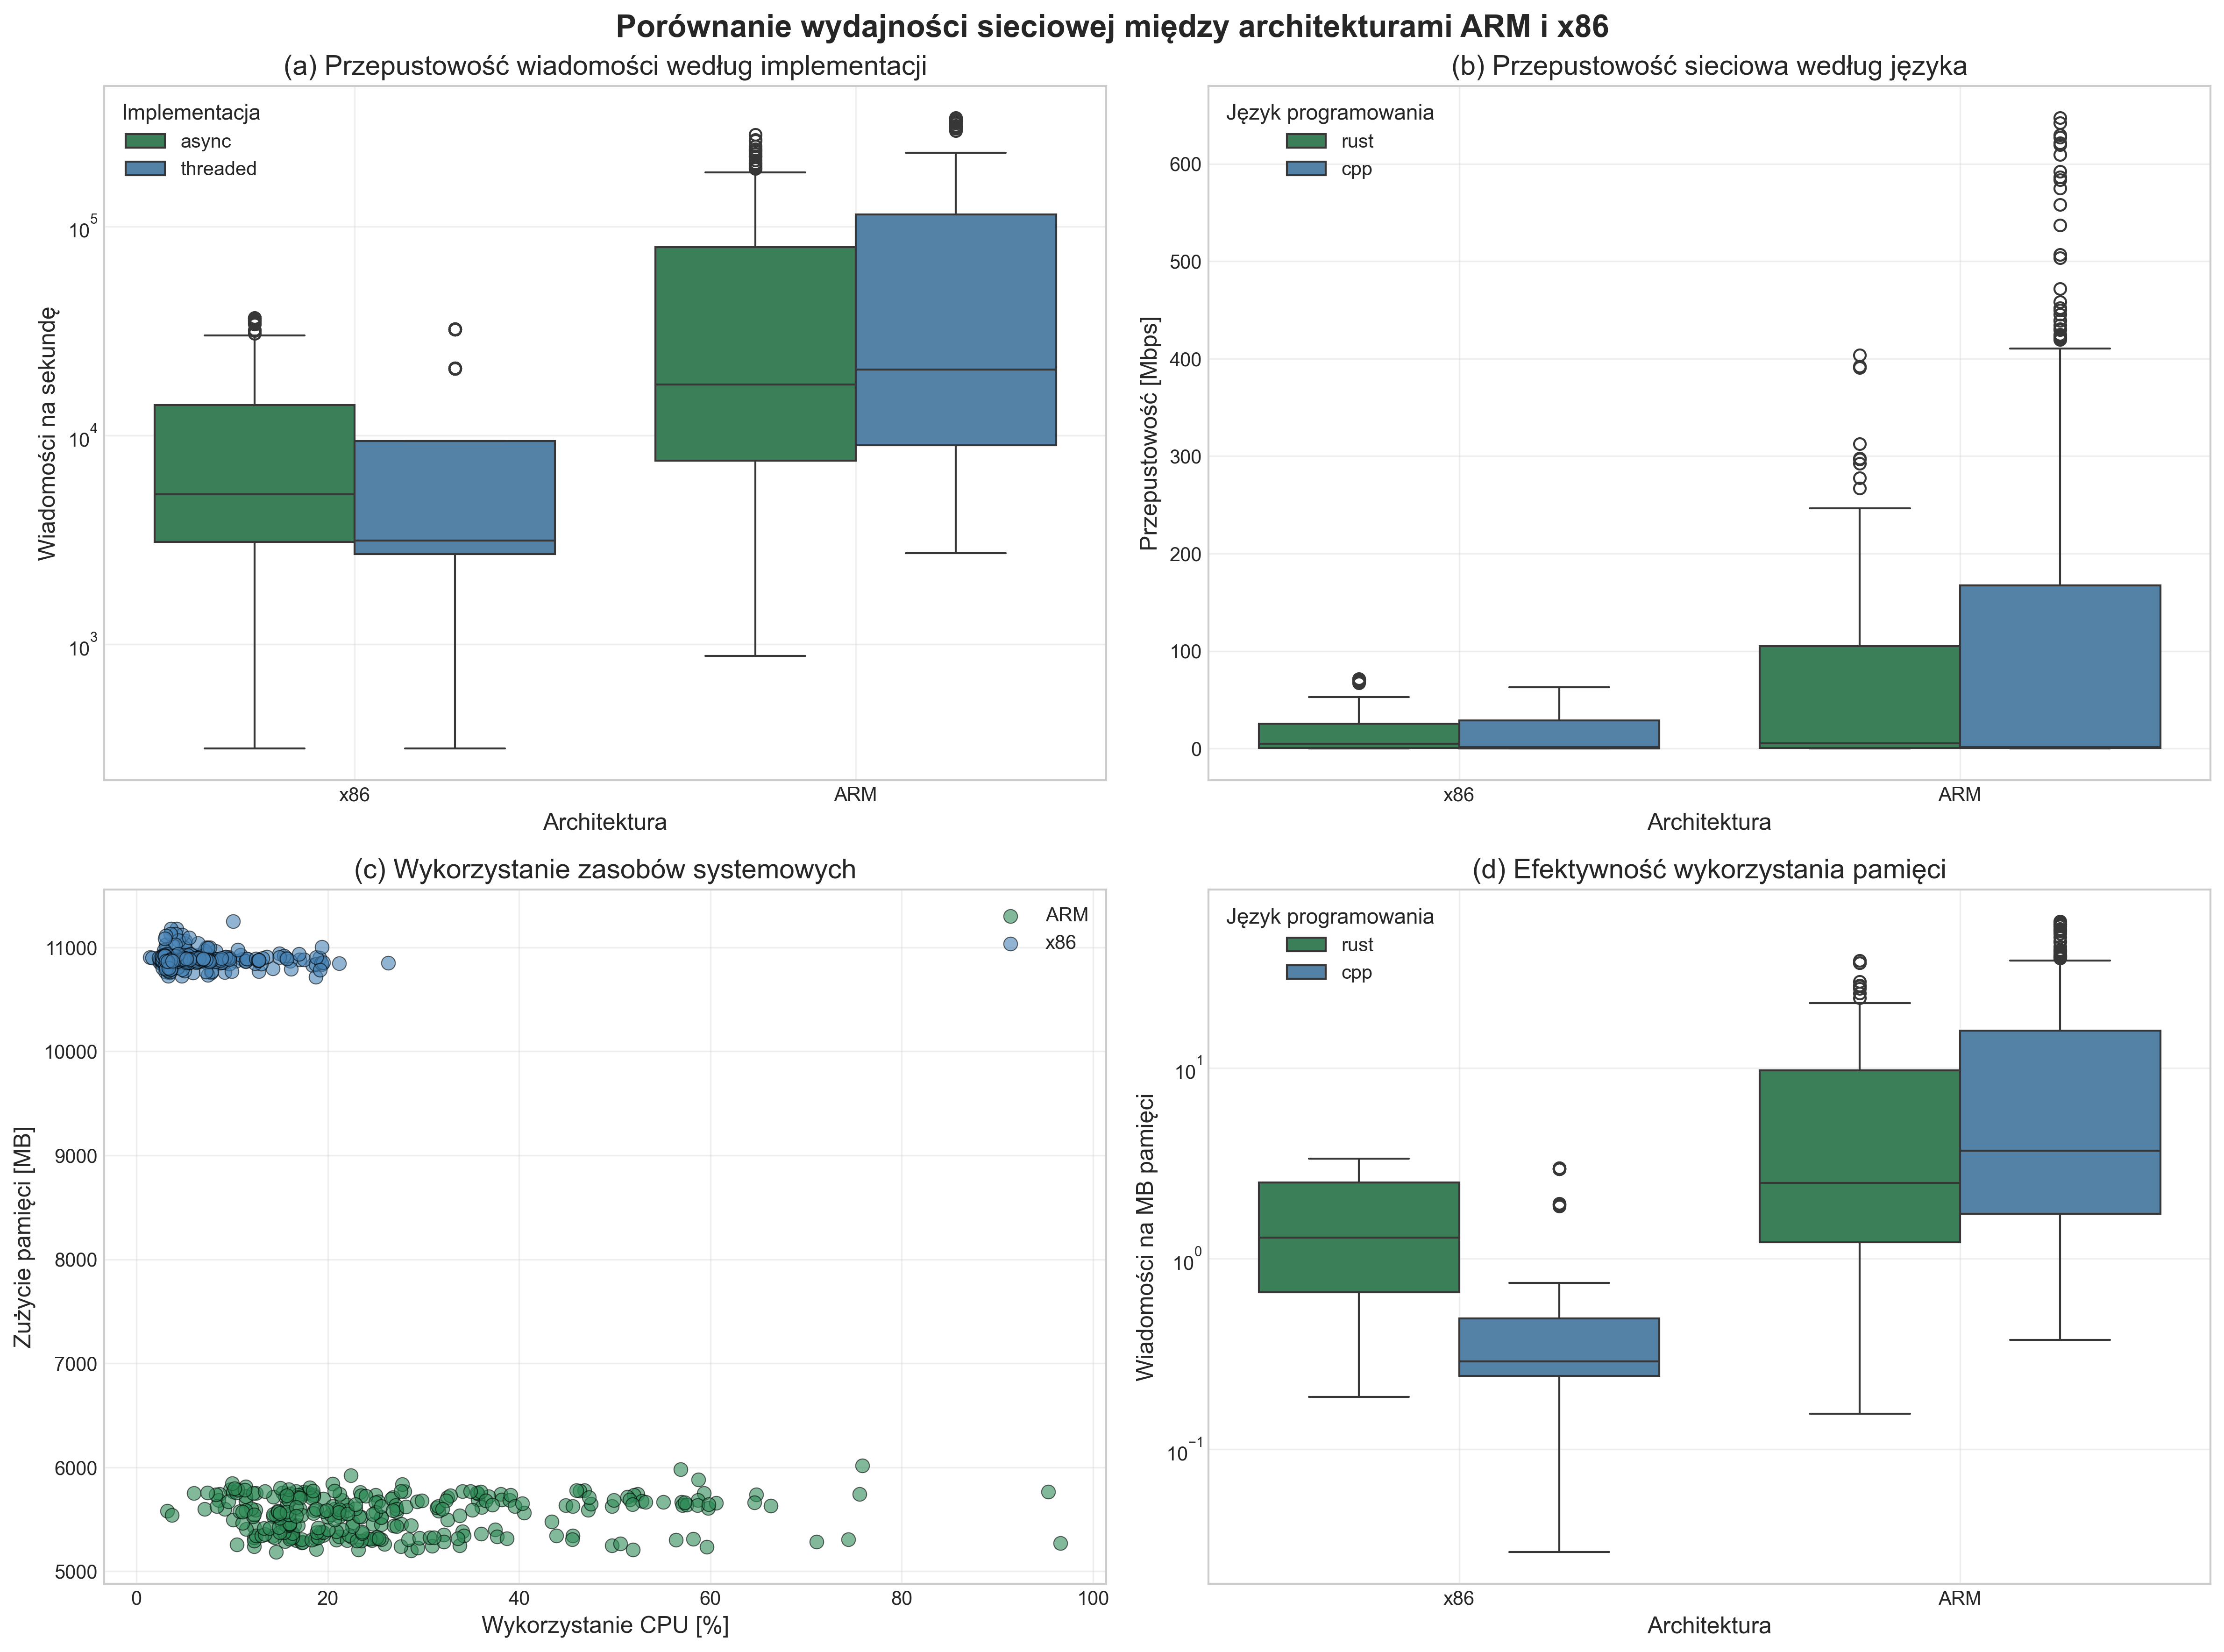 Porównanie wydajności sieciowej między architekturami ARM i x86
(a) Przepustowość wiadomości według implementacji
Implementacja
async
threaded
Wiadomości na sekundę
10^5
10^4
10^3
x86
ARM
Architektura
(b) Przepustowość sieciowa według języka
Język programowania
rust
cpp
Przepustowość [Mbps]
600
500
400
300
200
100
0
x86
ARM
Architektura
(c) Wykorzystanie zasobów systemowych
ARM
x86
Zużycie pamięci [MB]
11000
10000
9000
8000
7000
6000
5000
0
20
40
60
80
100
Wykorzystanie CPU [%]
(d) Efektywność wykorzystania pamięci
Język programowania
rust
cpp
Wiadomości na MB pamięci
10^1
10^0
10^−1
x86
ARM
Architektura